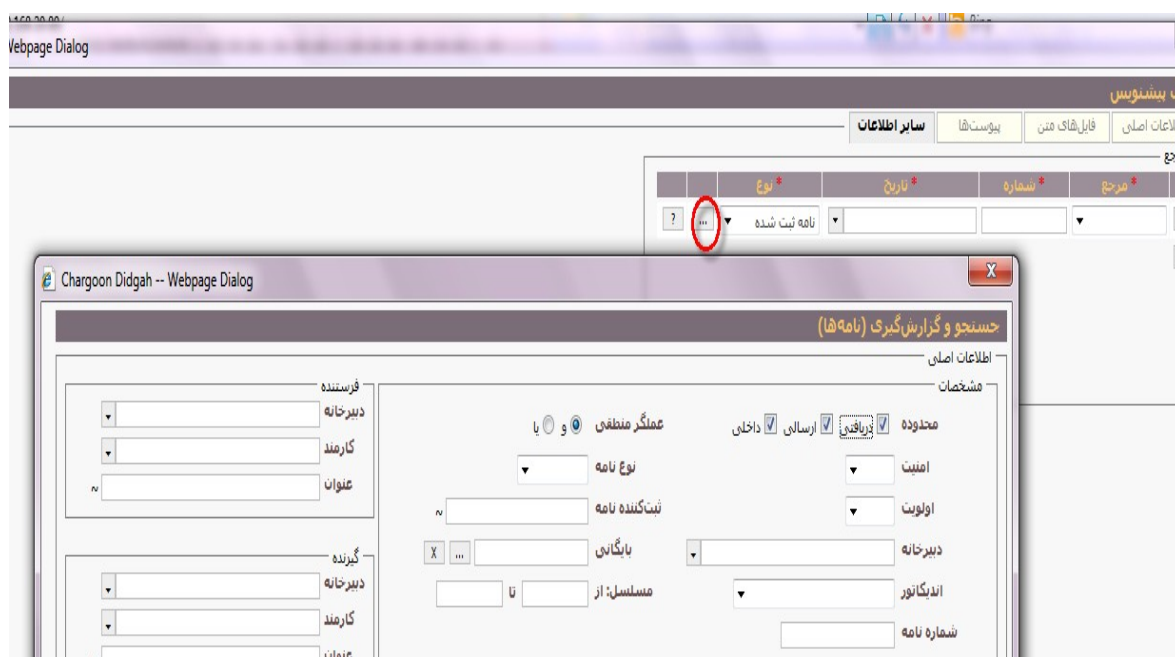 Webpage Dialog
پیشنویس
اطلاعات اصلی فایل‌های متن پیوست‌ها سایر اطلاعات
* مرجع * شماره * تاریخ * نوع
نامه ثبت شده ... ?
Chargoon Didgah -- Webpage Dialog X
جستجو و گزارش‌گیری (نامه‌ها)
اطلاعات اصلی
مشخصات
محدوده دریافتی ارسالی داخلی عملگر منطقی و یا
امنیت نوع نامه
اولویت ثبت‌کننده نامه ~
دبیرخانه بایگانی ... X
اندیکاتور مسلسل: از تا
شماره نامه
فرستنده
دبیرخانه
کارمند
عنوان ~
گیرنده
دبیرخانه
کارمند
عنوان